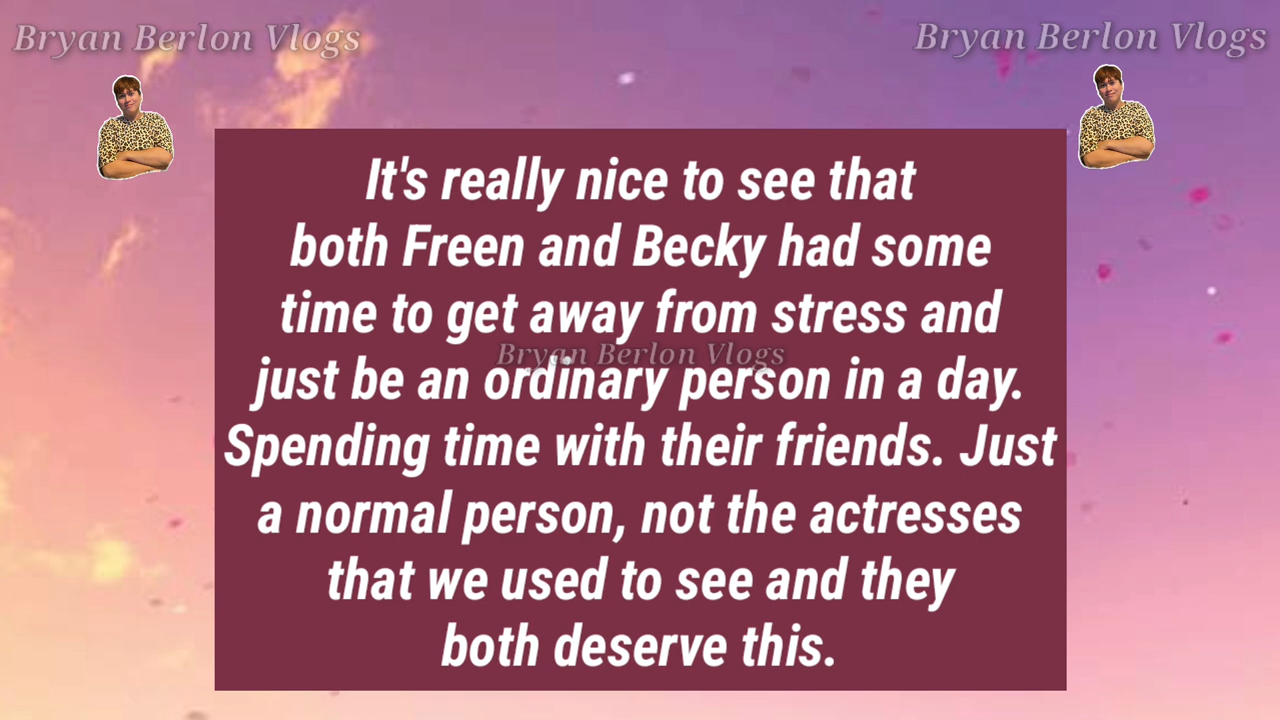 Bryan Berlon Vlogs
Bryan Berlon Vlogs
It's really nice to see that
both Freen and Becky had some
time to get away from stress and
Bryan Berlon Vlogs
just be an ordinary person in a day.
Spending time with their friends. Just
a normal person, not the actresses
that we used to see and they
both deserve this.